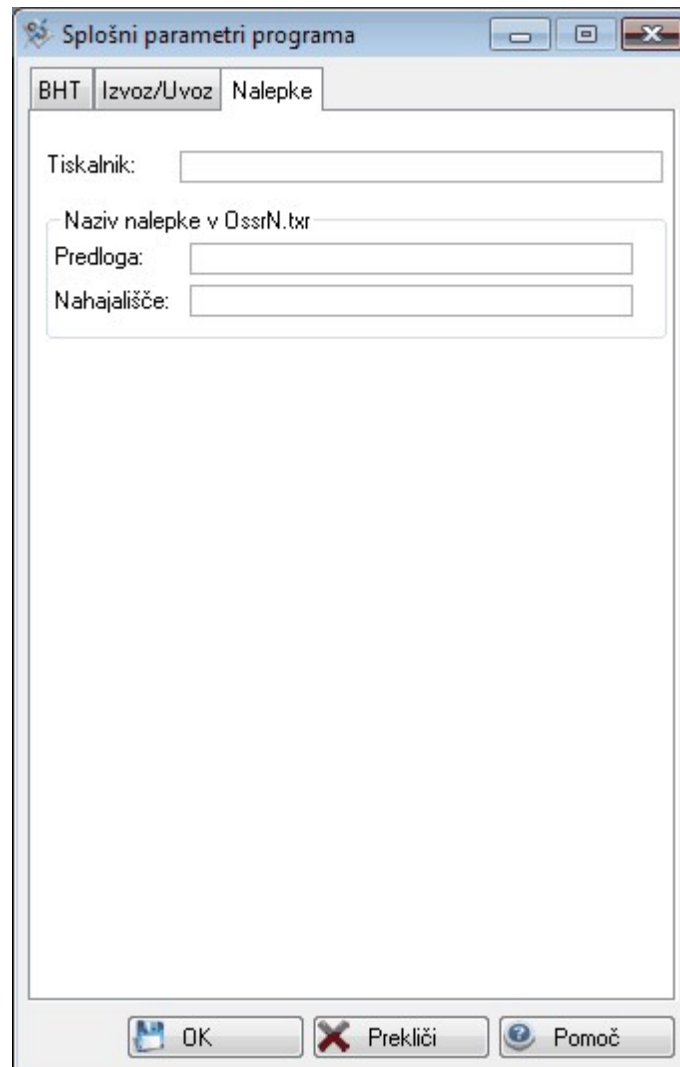 Splošni parametri programa
BHT Izvoz/Uvoz Nalepke
Tiskalnik:
Naziv nalepke v OssrN.txr
Predloga:
Nahajališče:
OK Prekliči Pomoč